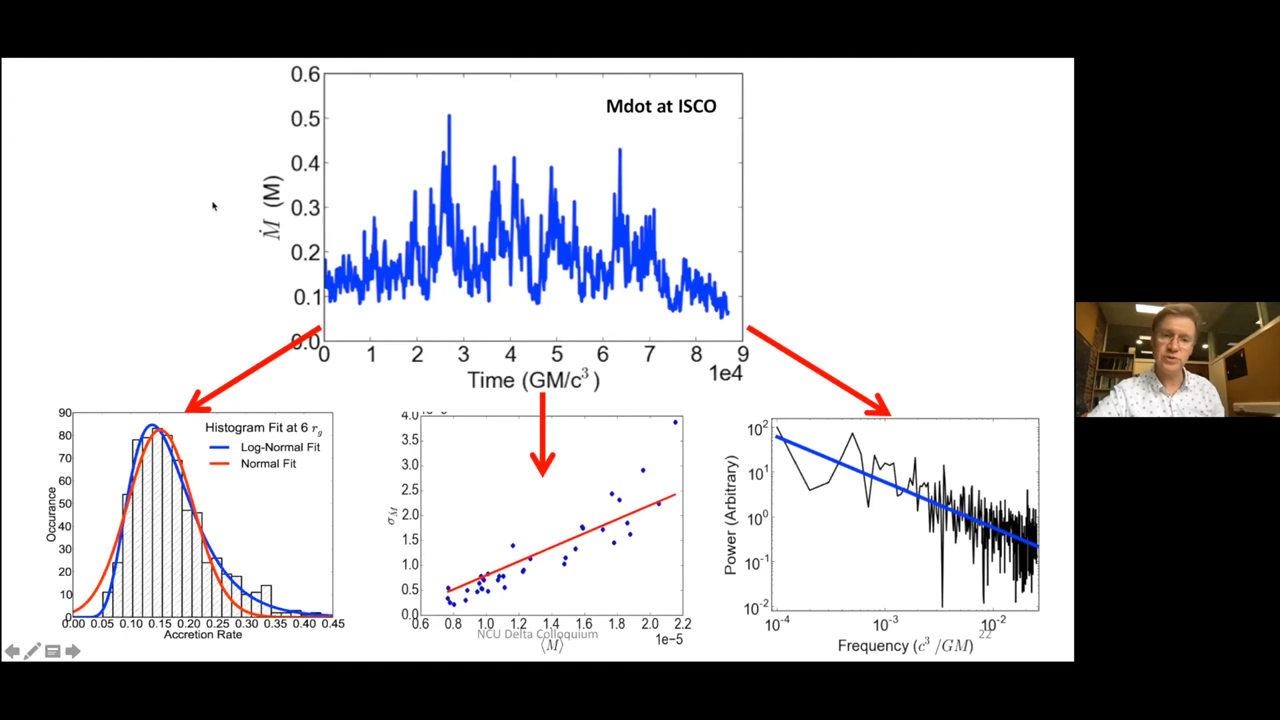 Mdot at ISCO
Ṁ (M)
0.6
0.5
0.4
0.3
0.2
0.1
0.0
0 1 2 3 4 5 6 7 8 9
1e4
Time (GM/c³)
Histogram Fit at 6 r_g
Log-Normal Fit
Normal Fit
Occurance
90
80
70
60
50
40
30
20
10
0
0.00 0.05 0.10 0.15 0.20 0.25 0.30 0.35 0.45
Accretion Rate
4.0
3.5
3.0
2.5
2.0
1.5
1.0
0.5
0.0
0.6 0.8 1.0 1.2 1.4 1.6 1.8 2.0 2.2
1e-5
NCU Delta Colloquium
Power (Arbitrary)
10²
10¹
10⁰
10⁻¹
10⁻²
10⁻⁴ 10⁻³ 10⁻²
22
Frequency (c³/GM)